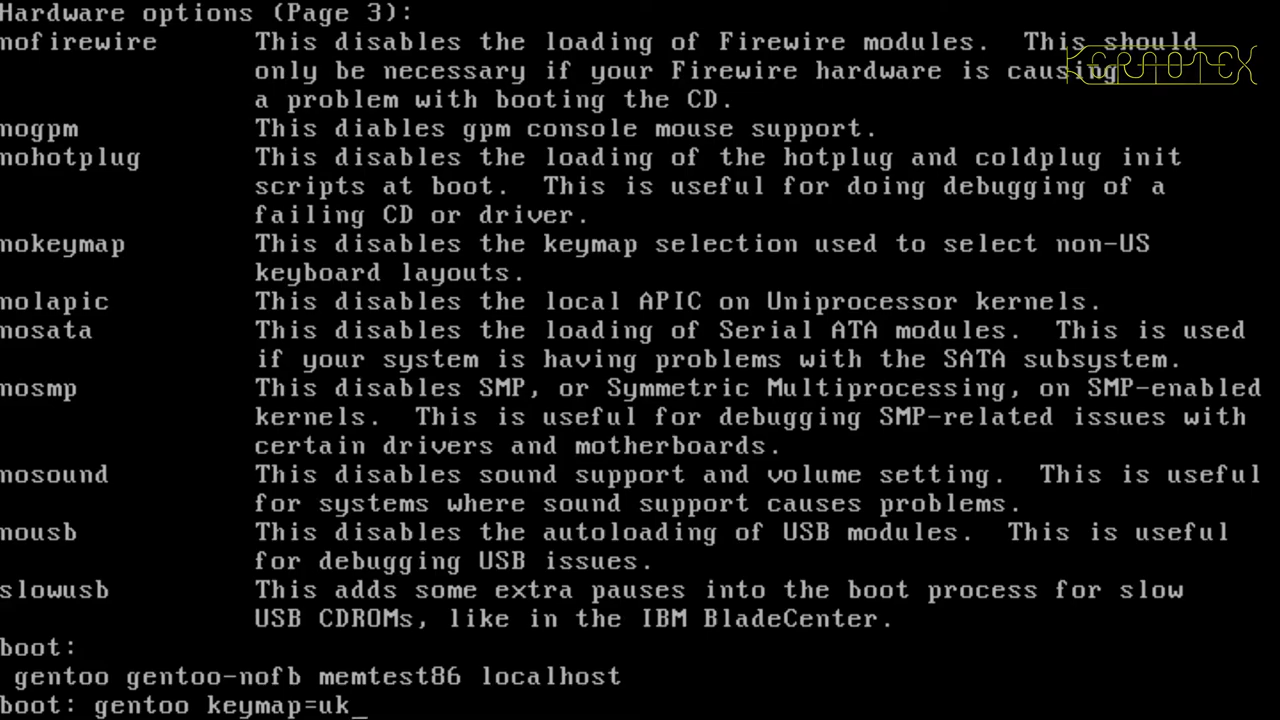 Hardware options (Page 3):
nofirewire This disables the loading of Firewire modules. This should
only be necessary if your Firewire hardware is causing
a problem with booting the CD.
nogpm This diables gpm console mouse support.
nohotplug This disables the loading of the hotplug and coldplug init
scripts at boot. This is useful for doing debugging of a
failing CD or driver.
nokeymap This disables the keymap selection used to select non-US
keyboard layouts.
nolapic This disables the local APIC on Uniprocessor kernels.
nosata This disables the loading of Serial ATA modules. This is used
if your system is having problems with the SATA subsystem.
nosmp This disables SMP, or Symmetric Multiprocessing, on SMP-enabled
kernels. This is useful for debugging SMP-related issues with
certain drivers and motherboards.
nosound This disables sound support and volume setting. This is useful
for systems where sound support causes problems.
nousb This disables the autoloading of USB modules. This is useful
for debugging USB issues.
slowusb This adds some extra pauses into the boot process for slow
USB CDROMs, like in the IBM BladeCenter.
boot:
gentoo gentoo-nofb memtest86 localhost
boot: gentoo keymap=uk_